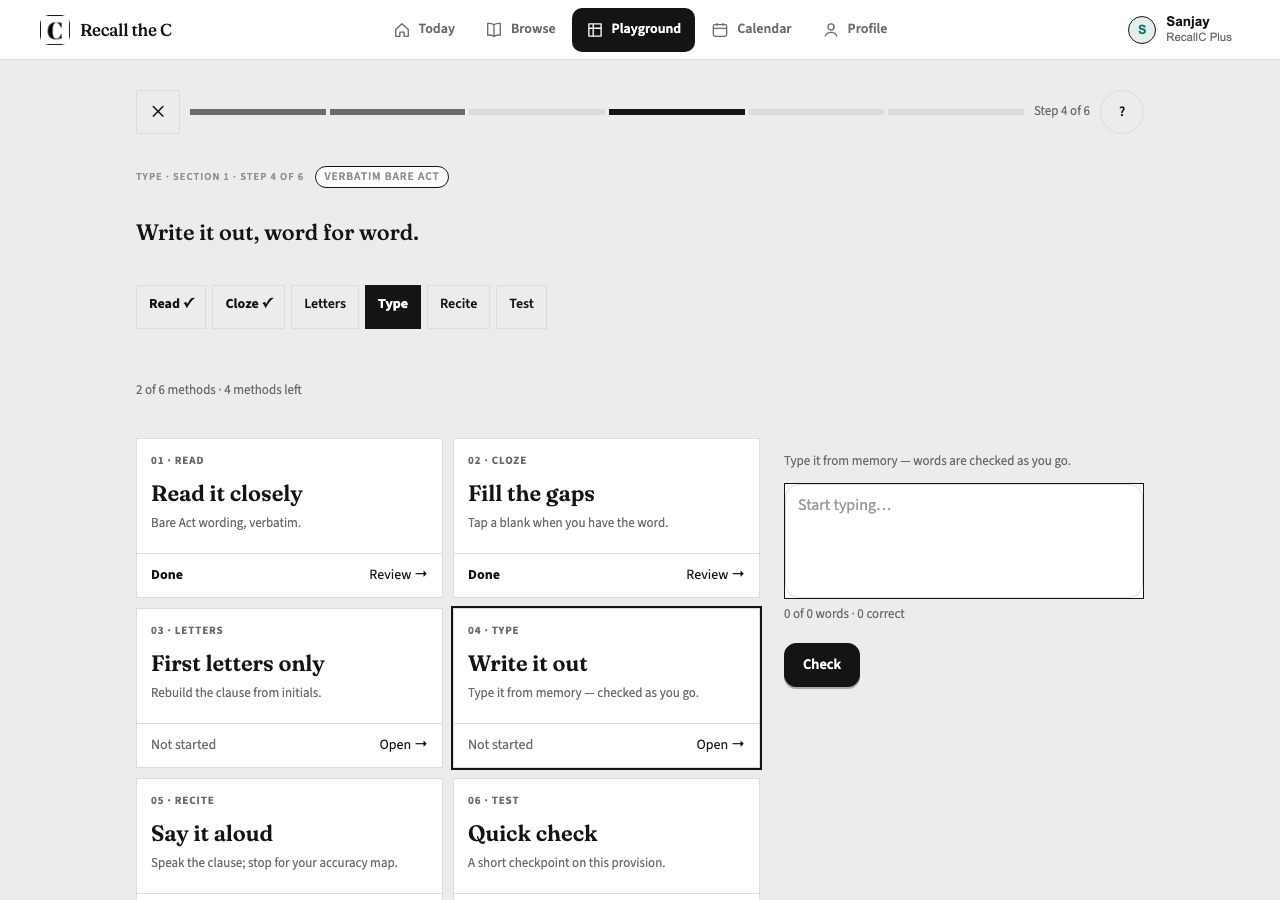 C Recall the C
Today Browse Playground Calendar Profile
S Sanjay
RecallC Plus
Step 4 of 6 ?
TYPE · SECTION 1 · STEP 4 OF 6 VERBATIM BARE ACT
Write it out, word for word.
Read ✓ Cloze ✓ Letters Type Recite Test
2 of 6 methods · 4 methods left
01 · READ
Read it closely
Bare Act wording, verbatim.
Done Review →
02 · CLOZE
Fill the gaps
Tap a blank when you have the word.
Done Review →
03 · LETTERS
First letters only
Rebuild the clause from initials.
Not started Open →
04 · TYPE
Write it out
Type it from memory — checked as you go.
Not started Open →
05 · RECITE
Say it aloud
Speak the clause; stop for your accuracy map.
06 · TEST
Quick check
A short checkpoint on this provision.
Type it from memory — words are checked as you go.
Start typing…
0 of 0 words · 0 correct
Check